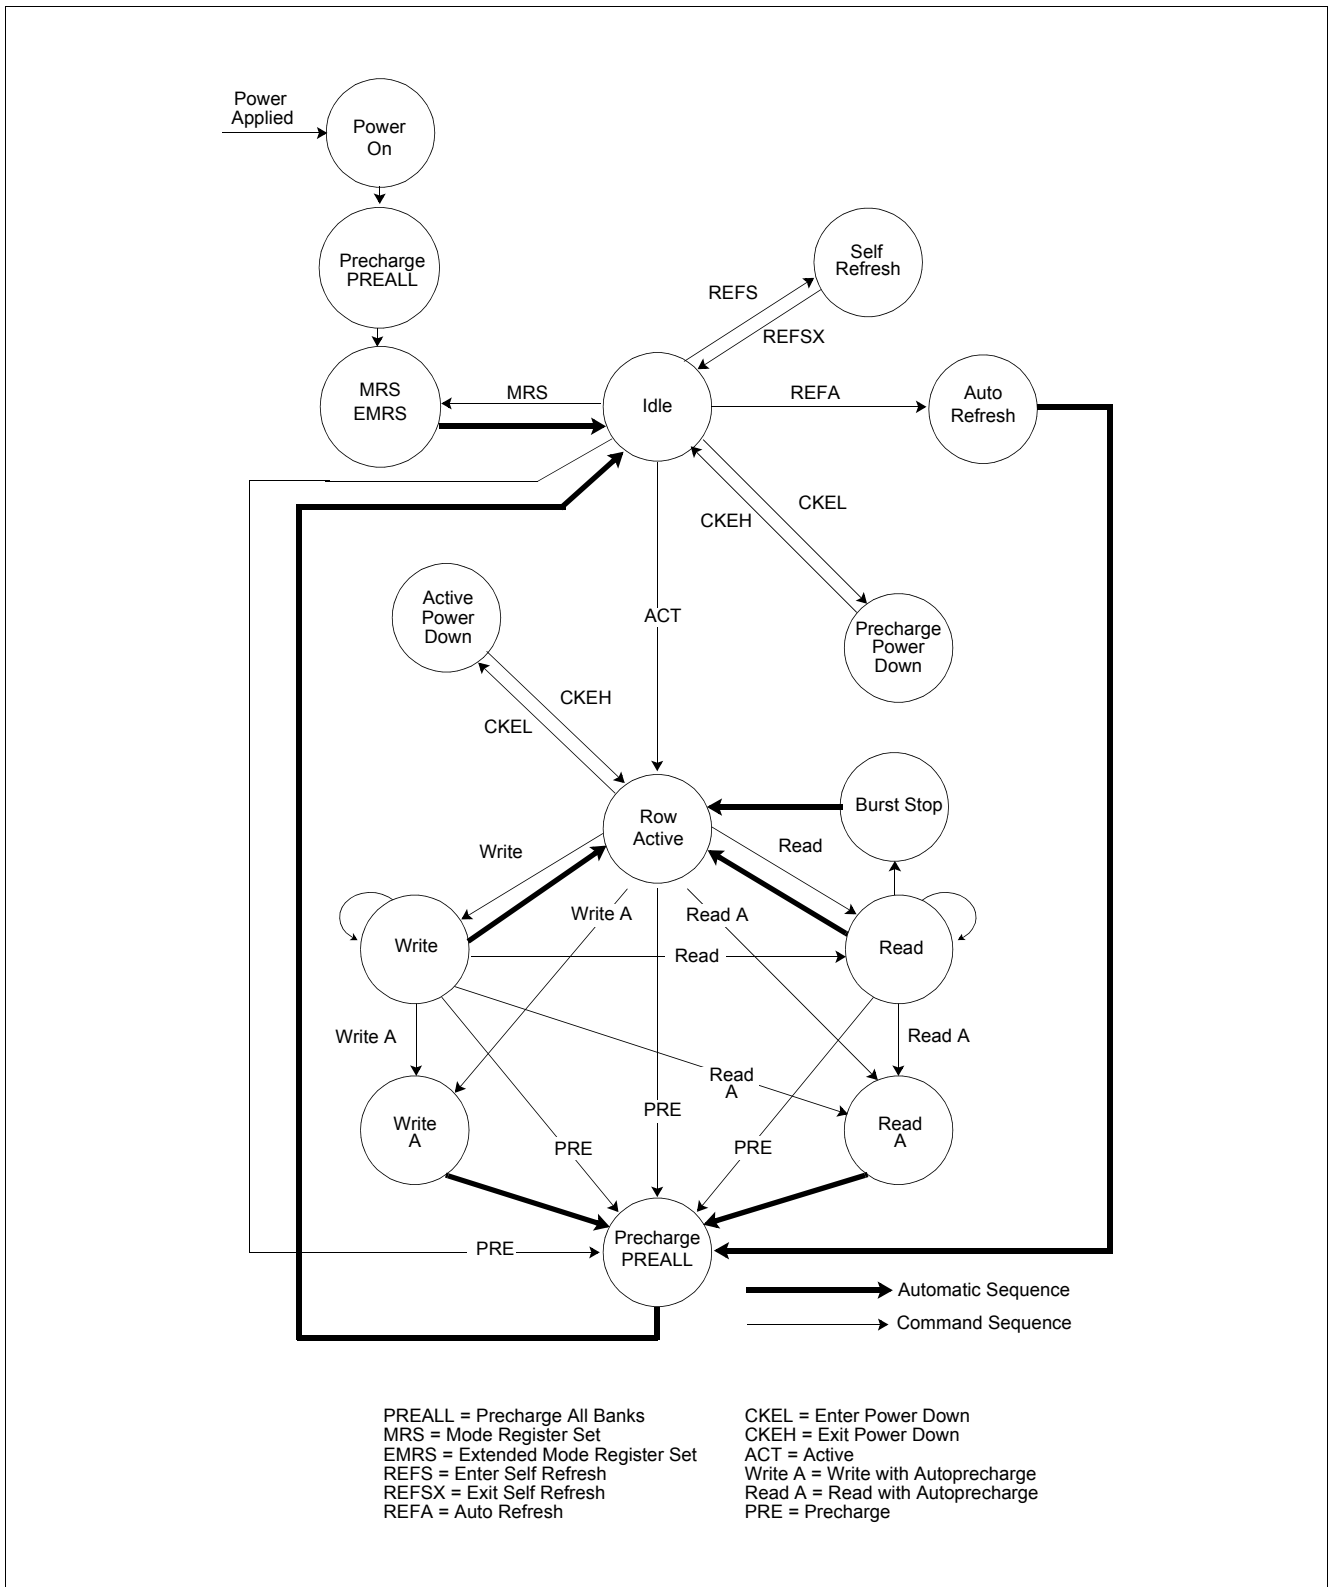 Power
Applied
Power
On
Precharge
PREALL
Self
Refresh
REFS
REFSX
MRS
EMRS
MRS
Idle
REFA
Auto
Refresh
CKEL
CKEH
Active
Power
Down
ACT
Precharge
Power
Down
CKEH
CKEL
Burst Stop
Row
Active
Write
Read
Write A
Read A
Write
Read
Read
Write A
Read A
Read
A
PRE
Write
A
Read
A
PRE
PRE
Precharge
PREALL
PRE
Automatic Sequence
Command Sequence
PREALL = Precharge All Banks
MRS = Mode Register Set
EMRS = Extended Mode Register Set
REFS = Enter Self Refresh
REFSX = Exit Self Refresh
REFA = Auto Refresh
CKEL = Enter Power Down
CKEH = Exit Power Down
ACT = Active
Write A = Write with Autoprecharge
Read A = Read with Autoprecharge
PRE = Precharge